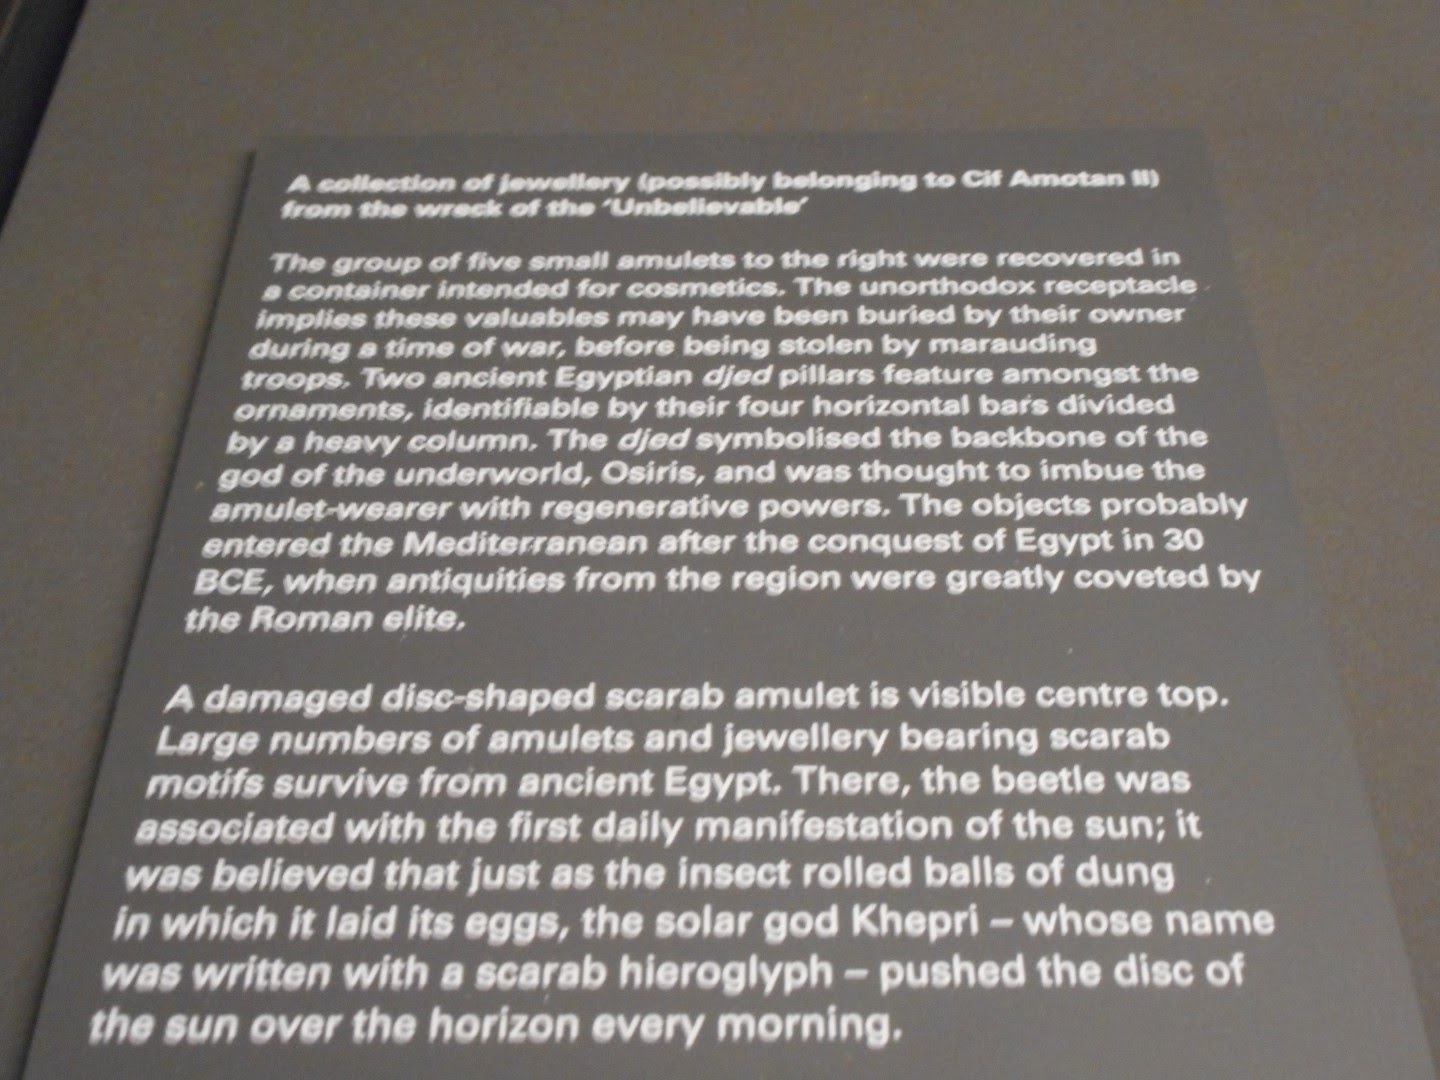 A collection of jewellery (possibly belonging to Cif Amotan II)
from the wreck of the 'Unbelievable'
The group of five small amulets to the right were recovered in
a container intended for cosmetics. The unorthodox receptacle
implies these valuables may have been buried by their owner
during a time of war, before being stolen by marauding
troops. Two ancient Egyptian djed pillars feature amongst the
ornaments, identifiable by their four horizontal bars divided
by a heavy column. The djed symbolised the backbone of the
god of the underworld, Osiris, and was thought to imbue the
amulet-wearer with regenerative powers. The objects probably
entered the Mediterranean after the conquest of Egypt in 30
BCE, when antiquities from the region were greatly coveted by
the Roman elite.
A damaged disc-shaped scarab amulet is visible centre top.
Large numbers of amulets and jewellery bearing scarab
motifs survive from ancient Egypt. There, the beetle was
associated with the first daily manifestation of the sun; it
was believed that just as the insect rolled balls of dung
in which it laid its eggs, the solar god Khepri – whose name
was written with a scarab hieroglyph – pushed the disc of
the sun over the horizon every morning.